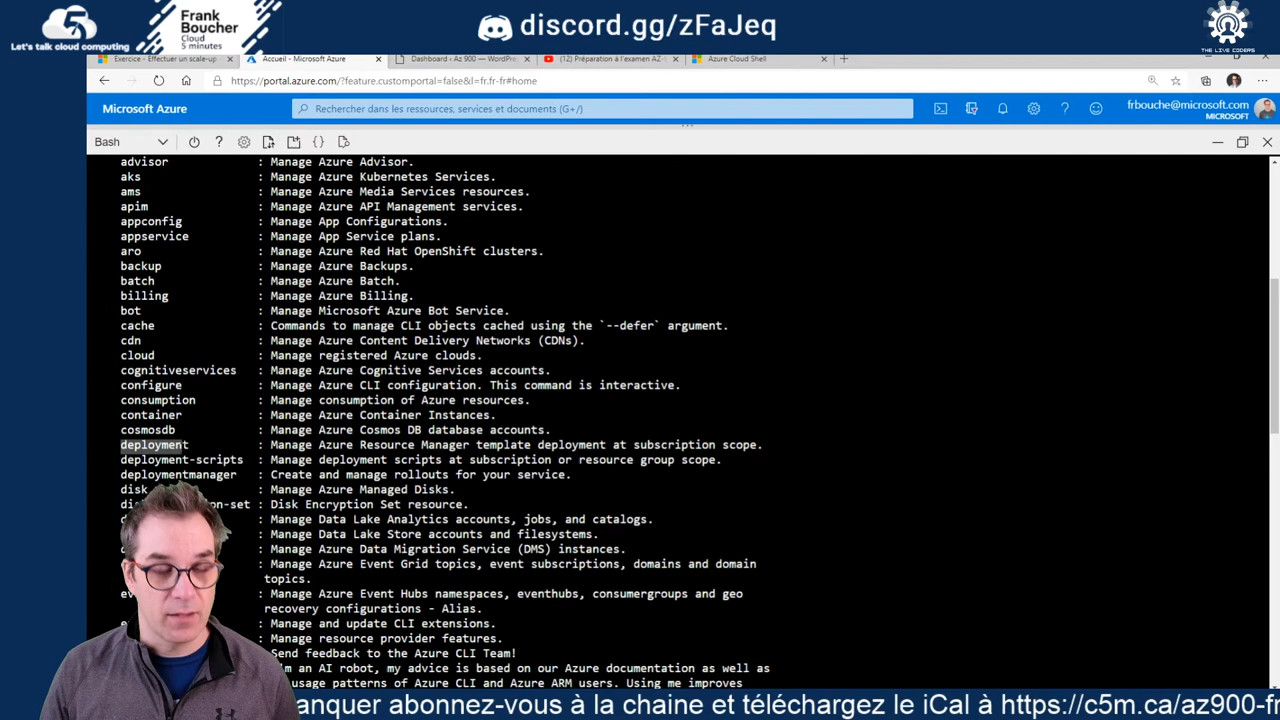 5
Let's talk cloud computing
Frank
Boucher
Cloud
5 minutes
discord.gg/zFaJeq
THE LIVE CODERS
Exercice - Effectuer un scale-up
Accueil - Microsoft Azure
Dashboard ‹ Az 900 — WordPre
(12) Préparation à l'examen AZ-
Azure Cloud Shell
https://portal.azure.com/?feature.customportal=false&l=fr.fr-fr#home
Microsoft Azure
Rechercher dans les ressources, services et documents (G+/)
frbouche@microsoft.com
MICROSOFT
Bash
advisor : Manage Azure Advisor.
aks : Manage Azure Kubernetes Services.
ams : Manage Azure Media Services resources.
apim : Manage Azure API Management services.
appconfig : Manage App Configurations.
appservice : Manage App Service plans.
aro : Manage Azure Red Hat OpenShift clusters.
backup : Manage Azure Backups.
batch : Manage Azure Batch.
billing : Manage Azure Billing.
bot : Manage Microsoft Azure Bot Service.
cache : Commands to manage CLI objects cached using the `--defer` argument.
cdn : Manage Azure Content Delivery Networks (CDNs).
cloud : Manage registered Azure clouds.
cognitiveservices : Manage Azure Cognitive Services accounts.
configure : Manage Azure CLI configuration. This command is interactive.
consumption : Manage consumption of Azure resources.
container : Manage Azure Container Instances.
cosmosdb : Manage Azure Cosmos DB database accounts.
deployment : Manage Azure Resource Manager template deployment at subscription scope.
deployment-scripts : Manage deployment scripts at subscription or resource group scope.
deploymentmanager : Create and manage rollouts for your service.
disk : Manage Azure Managed Disks.
on-set : Disk Encryption Set resource.
: Manage Data Lake Analytics accounts, jobs, and catalogs.
: Manage Data Lake Store accounts and filesystems.
: Manage Azure Data Migration Service (DMS) instances.
: Manage Azure Event Grid topics, event subscriptions, domains and domain
topics.
: Manage Azure Event Hubs namespaces, eventhubs, consumergroups and geo
recovery configurations - Alias.
: Manage and update CLI extensions.
: Manage resource provider features.
Send feedback to the Azure CLI Team!
m an AI robot, my advice is based on our Azure documentation as well as
usage patterns of Azure CLI and Azure ARM users. Using me improves
anquer abonnez-vous à la chaine et téléchargez le iCal à https://c5m.ca/az900-fr